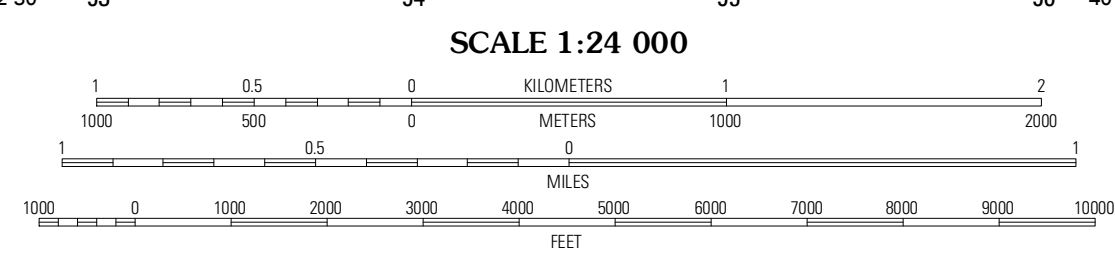 SCALE 1:24 000
1 0.5 0 KILOMETERS 1 2
1000 500 0 METERS 1000 2000
1 0.5 0 1
MILES
1000 0 1000 2000 3000 4000 5000 6000 7000 8000 9000 10000
FEET